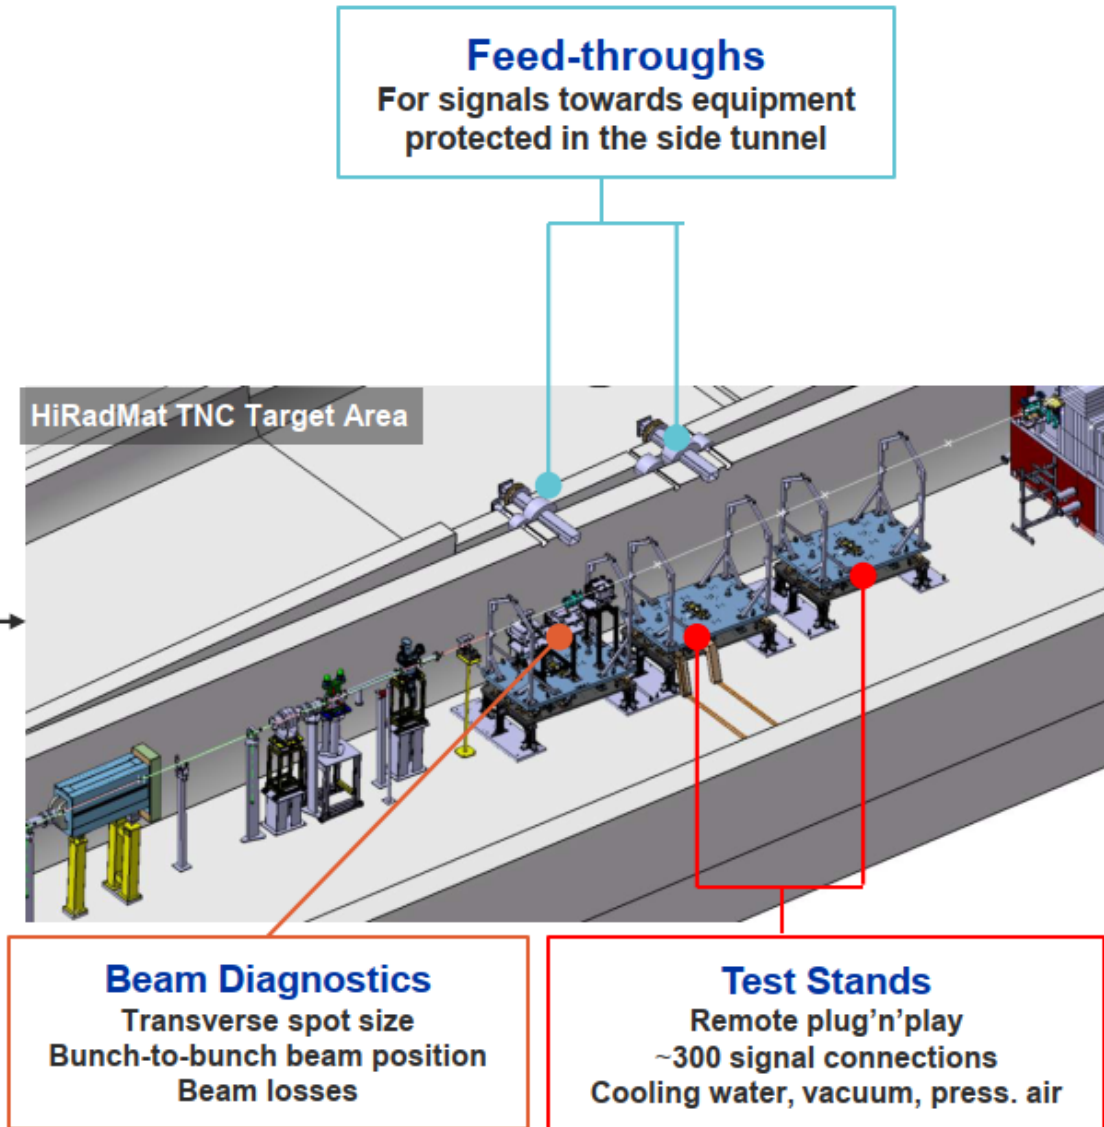 Feed-throughs
For signals towards equipment
protected in the side tunnel
HiRadMat TNC Target Area
Beam Diagnostics
Transverse spot size
Bunch-to-bunch beam position
Beam losses
Test Stands
Remote plug'n'play
~300 signal connections
Cooling water, vacuum, press. air